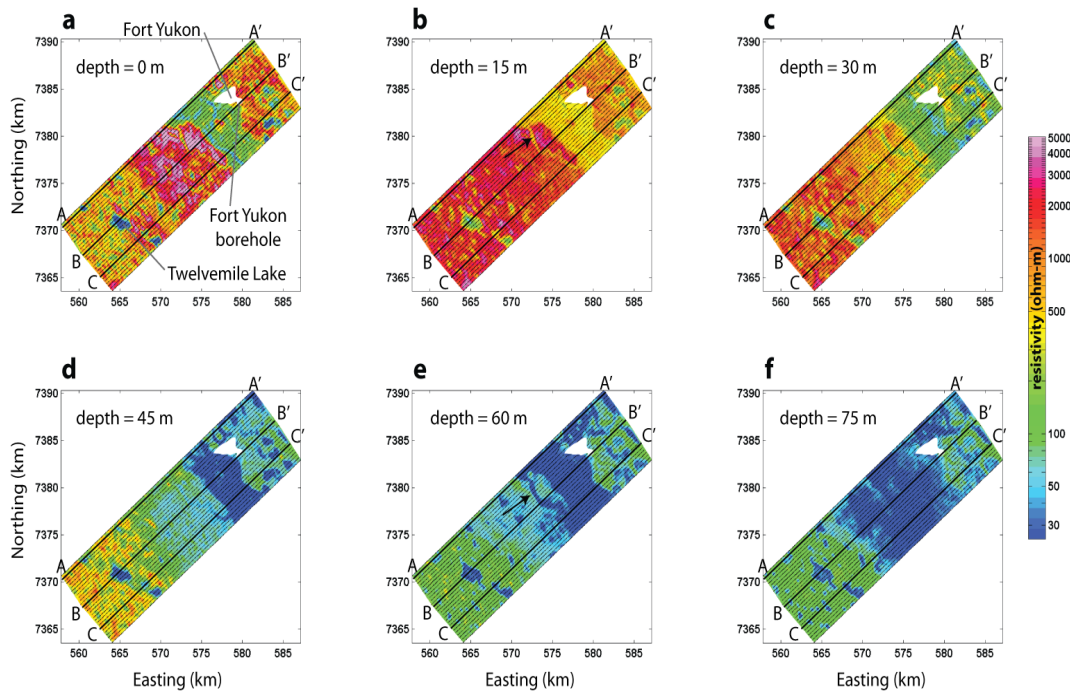 a
Fort Yukon
A'
B'
C'
depth = 0 m
7390
7385
7380
7375
7370
7365
Northing (km)
A
B
C
Fort Yukon
borehole
Twelvemile Lake
560
565
570
575
580
585
b
A'
B'
C'
depth = 15 m
7390
7385
7380
7375
7370
7365
A
B
C
560
565
570
575
580
585
c
A'
B'
C'
depth = 30 m
7390
7385
7380
7375
7370
7365
A
B
C
560
565
570
575
580
585
5000
4000
3000
2000
1000
500
100
50
30
resistivity (ohm-m)
d
A'
B'
C'
depth = 45 m
7390
7385
7380
7375
7370
7365
Northing (km)
A
B
C
560
565
570
575
580
585
Easting (km)
e
A'
B'
C'
depth = 60 m
7390
7385
7380
7375
7370
7365
A
B
C
560
565
570
575
580
585
Easting (km)
f
A'
B'
C'
depth = 75 m
7390
7385
7380
7375
7370
7365
A
B
C
560
565
570
575
580
585
Easting (km)